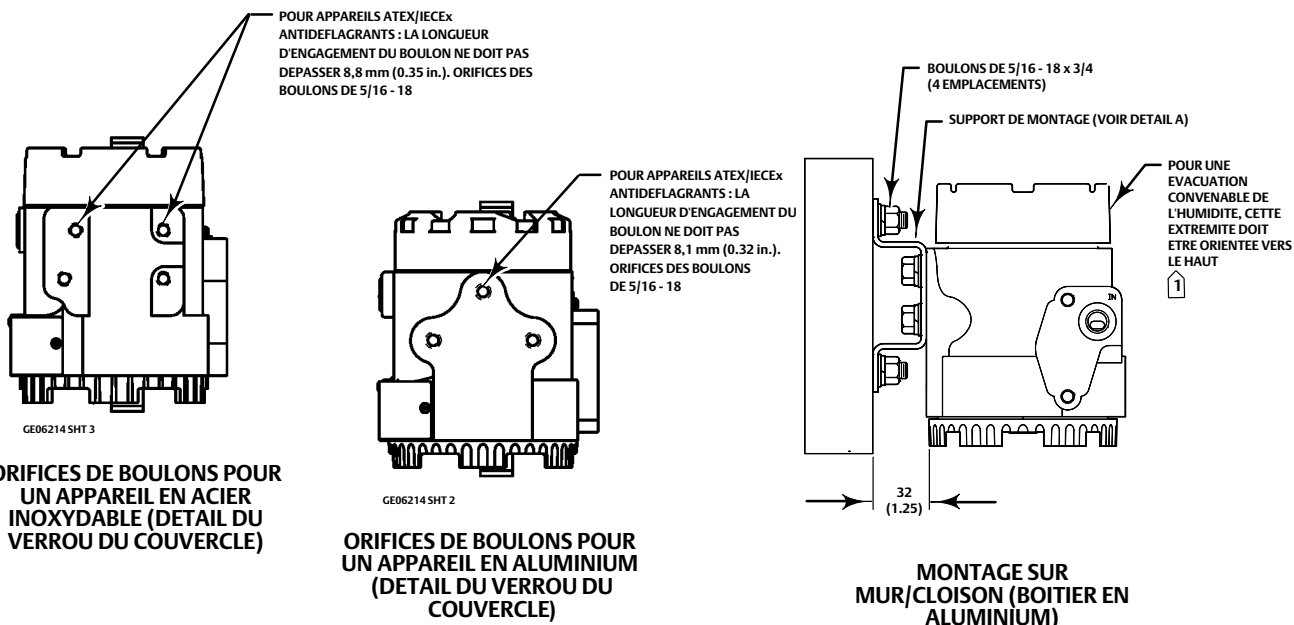 POUR APPAREILS ATEX/IECEx
ANTIDEFLAGRANTS : LA LONGUEUR
D'ENGAGEMENT DU BOULON NE DOIT PAS
DEPASSER 8,8 mm (0.35 in.). ORIFICES DES
BOULONS DE 5/16 - 18
GE06214 SHT 3
ORIFICES DE BOULONS POUR
UN APPAREIL EN ACIER
INOXYDABLE (DETAIL DU
VERROU DU COUVERCLE)
POUR APPAREILS ATEX/IECEx
ANTIDEFLAGRANTS : LA
LONGUEUR D'ENGAGEMENT DU
BOULON NE DOIT PAS
DEPASSER 8,1 mm (0.32 in.).
ORIFICES DES BOULONS
DE 5/16 - 18
GE06214 SHT 2
ORIFICES DE BOULONS POUR
UN APPAREIL EN ALUMINIUM
(DETAIL DU VERROU DU
COUVERCLE)
BOULONS DE 5/16 - 18 x 3/4
(4 EMPLACEMENTS)
SUPPORT DE MONTAGE (VOIR DETAIL A)
POUR UNE
EVACUATION
CONVENABLE DE
L'HUMIDITE, CETTE
EXTREMITE DOIT
ETRE ORIENTEE VERS
LE HAUT
1
IN
32
(1.25)
MONTAGE SUR
MUR/CLOISON (BOITIER EN
ALUMINIUM)